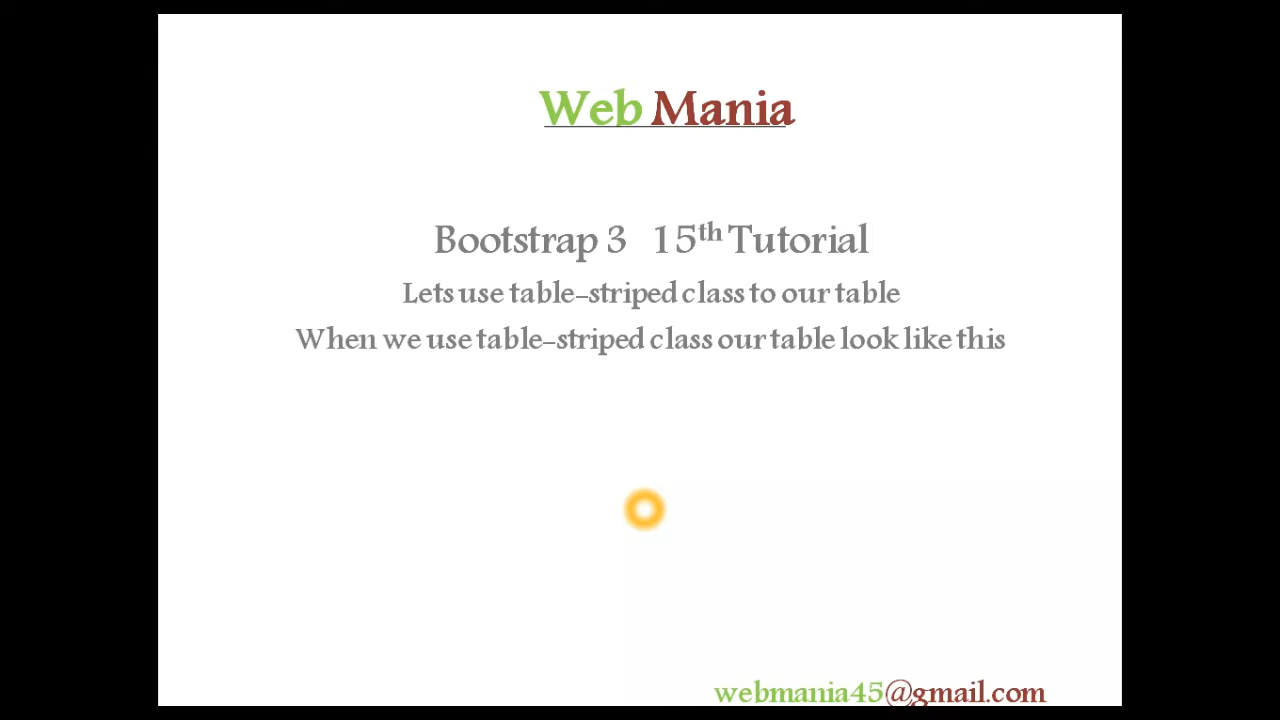 Web Mania
Bootstrap 3 15th Tutorial
Lets use table-striped class to our table
When we use table-striped class our table look like this
webmania45@gmail.com